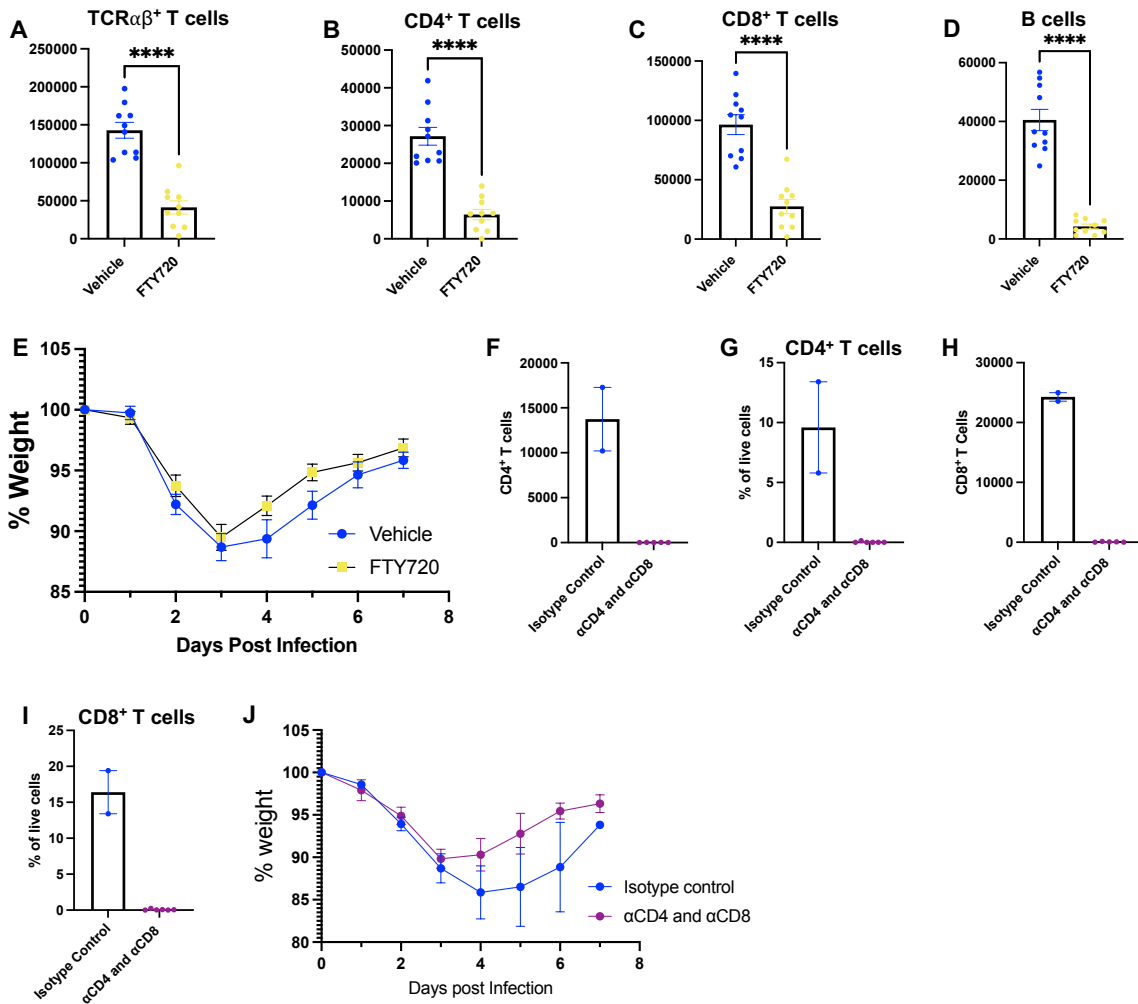 A
TCRαβ⁺ T cells
****
250000
200000
150000
100000
50000
0
Vehicle
FTY720
B
CD4⁺ T cells
****
50000
40000
30000
20000
10000
0
Vehicle
FTY720
C
CD8⁺ T cells
****
150000
100000
50000
0
Vehicle
FTY720
D
B cells
****
60000
40000
20000
0
Vehicle
FTY720
E
105
100
95
90
85
% Weight
0 2 4 6 8
Days Post Infection
Vehicle
FTY720
F
20000
15000
10000
5000
0
CD4⁺ T cells
Isotype Control
αCD4 and αCD8
G
CD4⁺ T cells
15
10
5
0
% of live cells
Isotype Control
αCD4 and αCD8
H
30000
20000
10000
0
CD8⁺ T Cells
Isotype Control
αCD4 and αCD8
I
CD8⁺ T cells
25
20
15
10
5
0
% of live cells
Isotype Control
αCD4 and αCD8
J
105
100
95
90
85
80
% weight
0 2 4 6 8
Days post Infection
Isotype control
αCD4 and αCD8